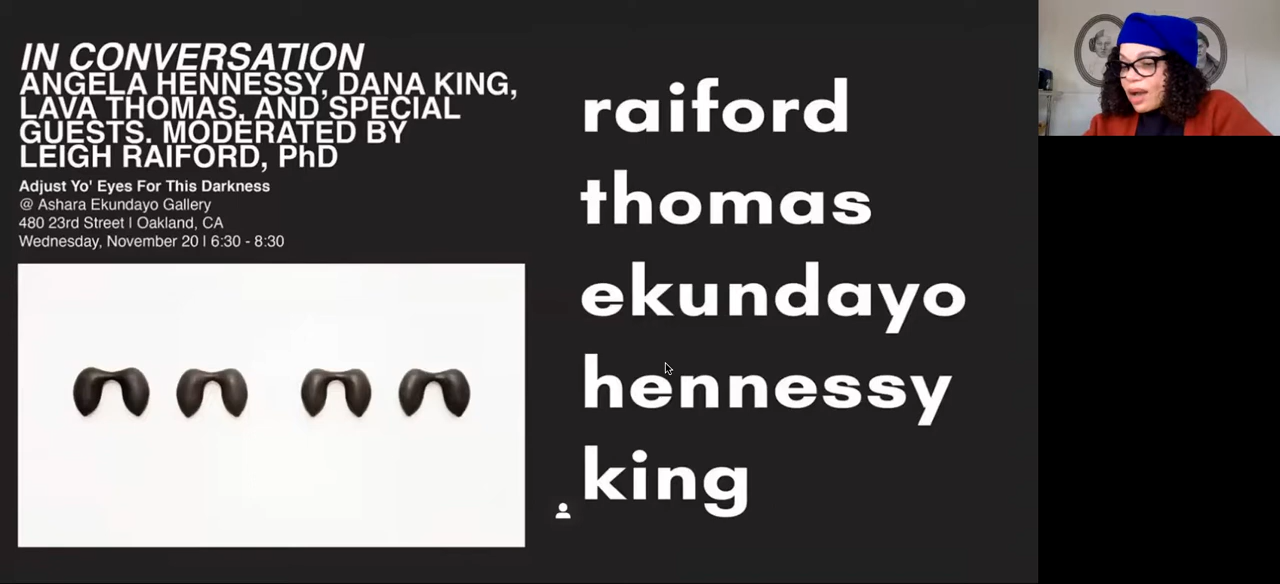 IN CONVERSATION
ANGELA HENNESSY, DANA KING,
LAVA THOMAS, AND SPECIAL
GUESTS. MODERATED BY
LEIGH RAIFORD, PhD
Adjust Yo' Eyes For This Darkness
@ Ashara Ekundayo Gallery
480 23rd Street | Oakland, CA
Wednesday, November 20 | 6:30 - 8:30
raiford
thomas
ekundayo
hennessy
king